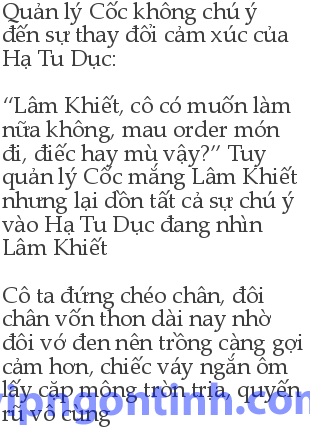 Quản lý Cốc không chú ý
đến sự thay đổi cảm xúc của
Hạ Tu Dục:
“Lâm Khiết, cô có muốn làm
nữa không, mau order món
đi, điếc hay mù vậy?” Tuy
quản lý Cốc mắng Lâm Khiết
nhưng lại dồn tất cả sự chú ý
vào Hạ Tu Dục đang nhìn
Lâm Khiết
Cô ta đứng chéo chân, đôi
chân vốn thon dài nay nhờ
đôi vớ đen nên trồng càng gợi
cảm hơn, chiếc váy ngắn ôm
lấy cặp mông tròn trịa, quyến
rũ vô cùng
vipngontinh.com